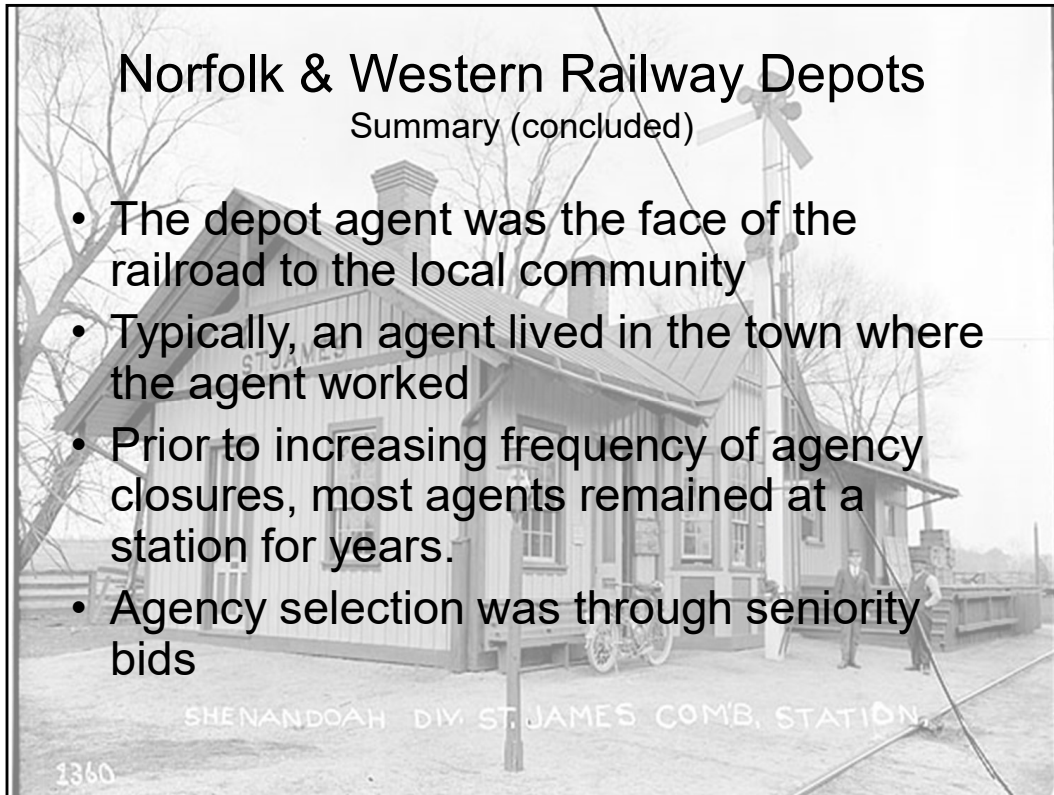 Norfolk & Western Railway Depots
Summary (concluded)
• The depot agent was the face of the
railroad to the local community
• Typically, an agent lived in the town where
the agent worked
• Prior to increasing frequency of agency
closures, most agents remained at a
station for years.
• Agency selection was through seniority
bids
ST. JAMES
SHENANDOAH DIV. ST. JAMES COM'B. STATION.
1360